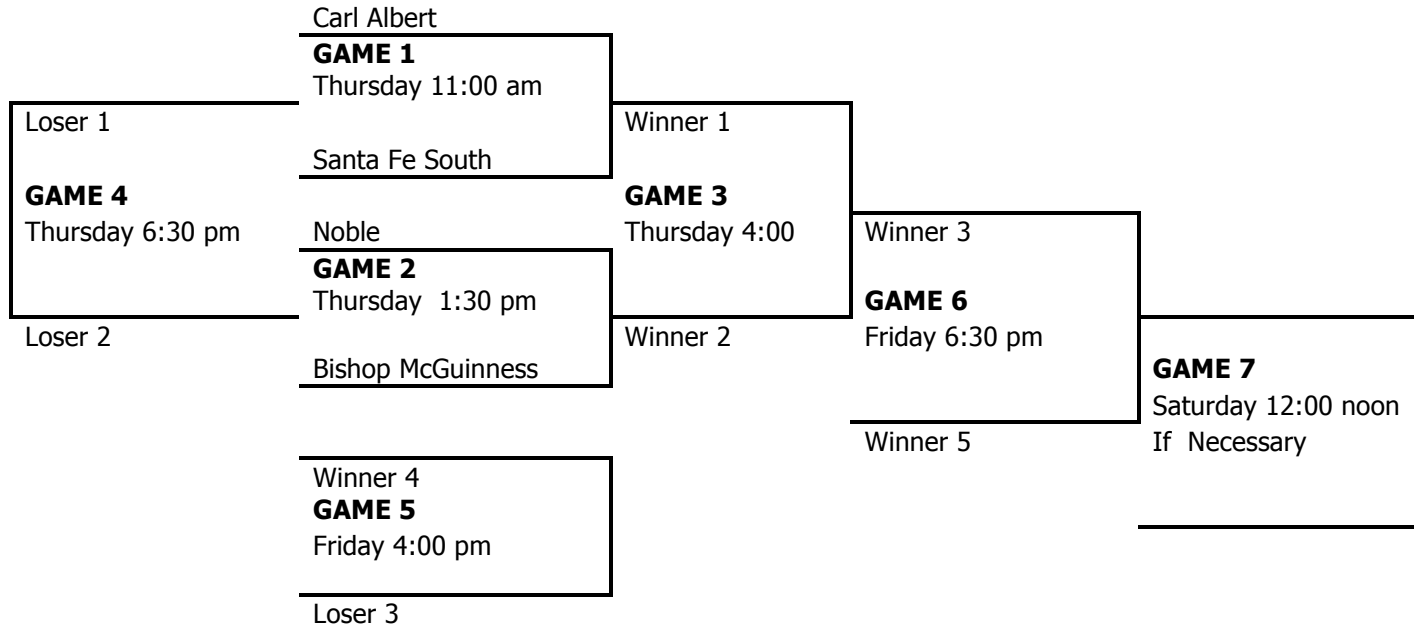 Carl Albert
GAME 1
Thursday 11:00 am
Loser 1
Winner 1
Santa Fe South
GAME 4
GAME 3
Thursday 6:30 pm
Noble
Thursday 4:00
Winner 3
GAME 2
Thursday  1:30 pm
GAME 6
Loser 2
Winner 2
Friday 6:30 pm
Bishop McGuinness
GAME 7
Saturday 12:00 noon
Winner 5
If  Necessary
Winner 4
GAME 5
Friday 4:00 pm
Loser 3